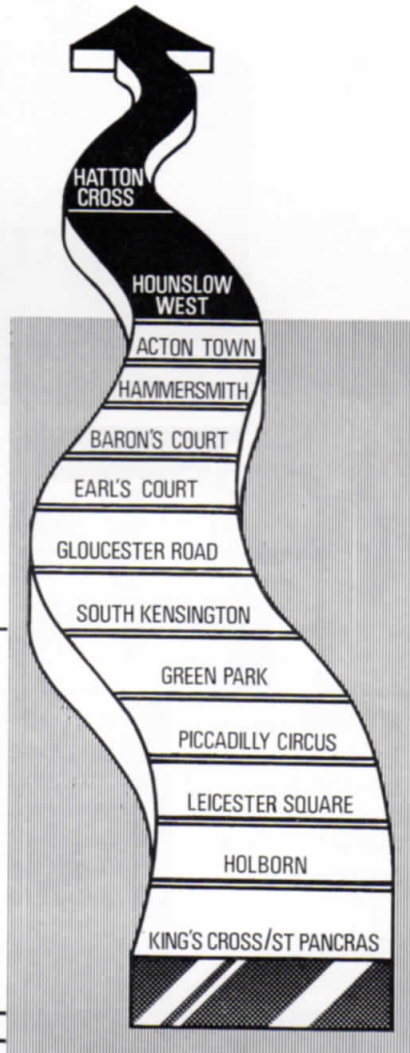 HATTON
CROSS
HOUNSLOW
WEST
ACTON TOWN
HAMMERSMITH
BARON'S COURT
EARL'S COURT
GLOUCESTER ROAD
SOUTH KENSINGTON
GREEN PARK
PICCADILLY CIRCUS
LEICESTER SQUARE
HOLBORN
KING'S CROSS/ST PANCRAS